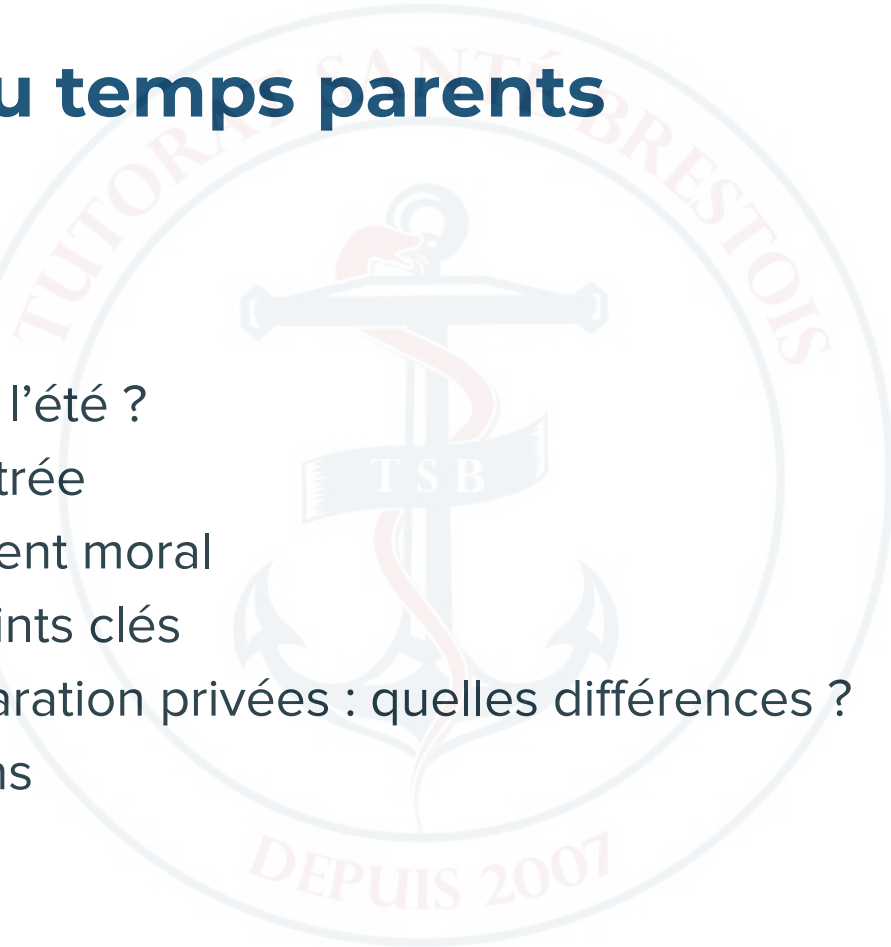 u temps parents
TUTORAT SANTÉ BRESTOIS
l’été ?
trée
TSB
ent moral
ints clés
aration privées : quelles différences ?
ns
DEPUIS 2007